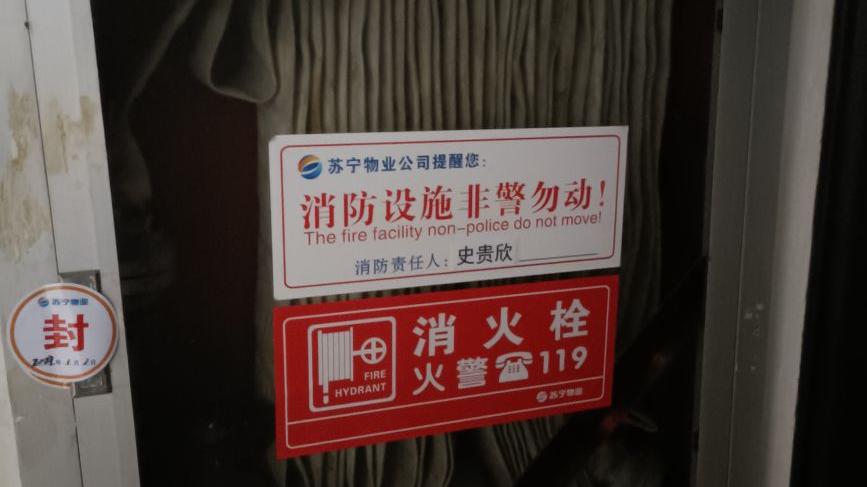 苏宁物业公司提醒您：
消防设施非警勿动！
The fire facility non-police do not move!
消防责任人：史贵欣
苏宁物业
封
FIRE
HYDRANT
消火栓
火警☎119
苏宁物业